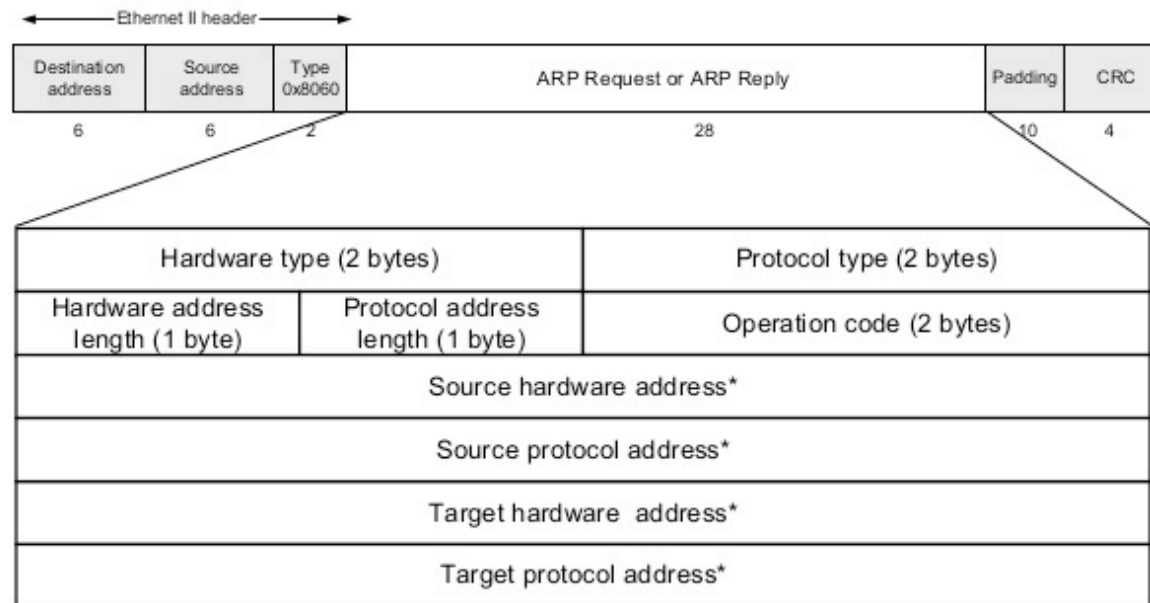 Ethernet II header
Destination address Source address Type 0x8060 ARP Request or ARP Reply Padding CRC
6 6 2 28 10 4
Hardware type (2 bytes) Protocol type (2 bytes)
Hardware address length (1 byte) Protocol address length (1 byte) Operation code (2 bytes)
Source hardware address*
Source protocol address*
Target hardware address*
Target protocol address*